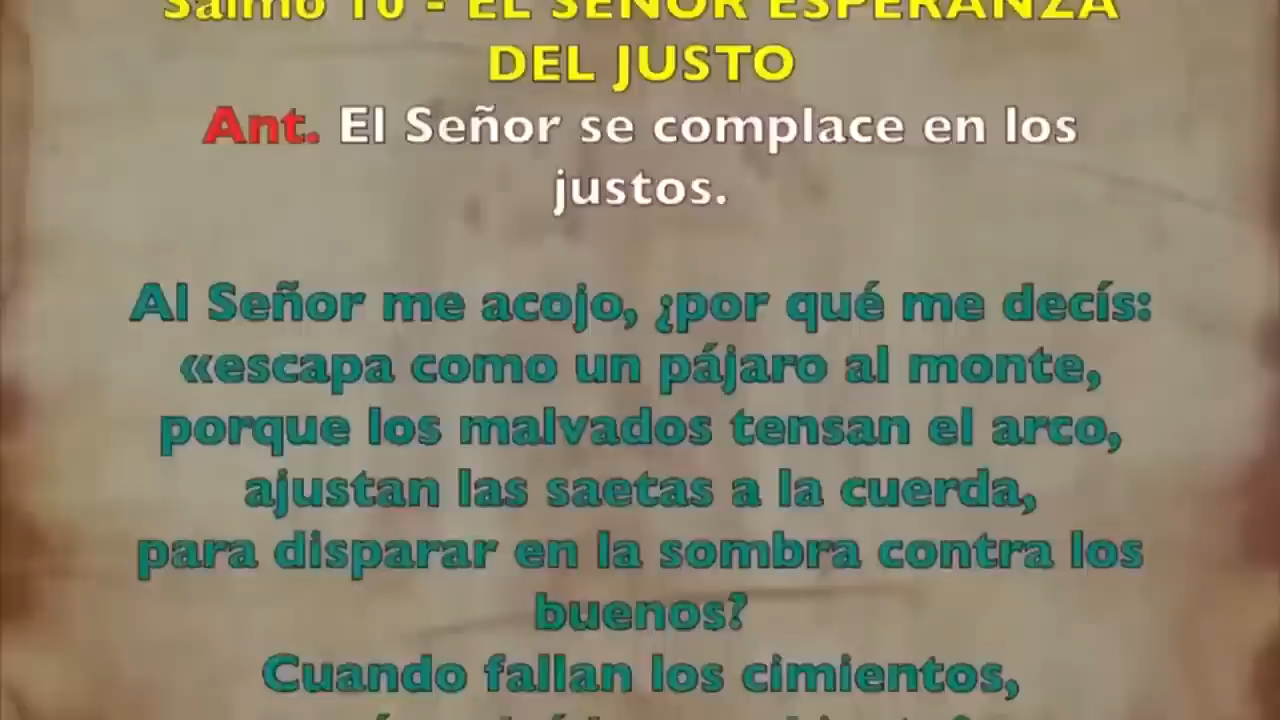 Salmo 10 - EL SEÑOR ESPERANZA
DEL JUSTO
Ant. El Señor se complace en los
justos.
Al Señor me acojo, ¿por qué me decís:
«escapa como un pájaro al monte,
porque los malvados tensan el arco,
ajustan las saetas a la cuerda,
para disparar en la sombra contra los
buenos?
Cuando fallan los cimientos,